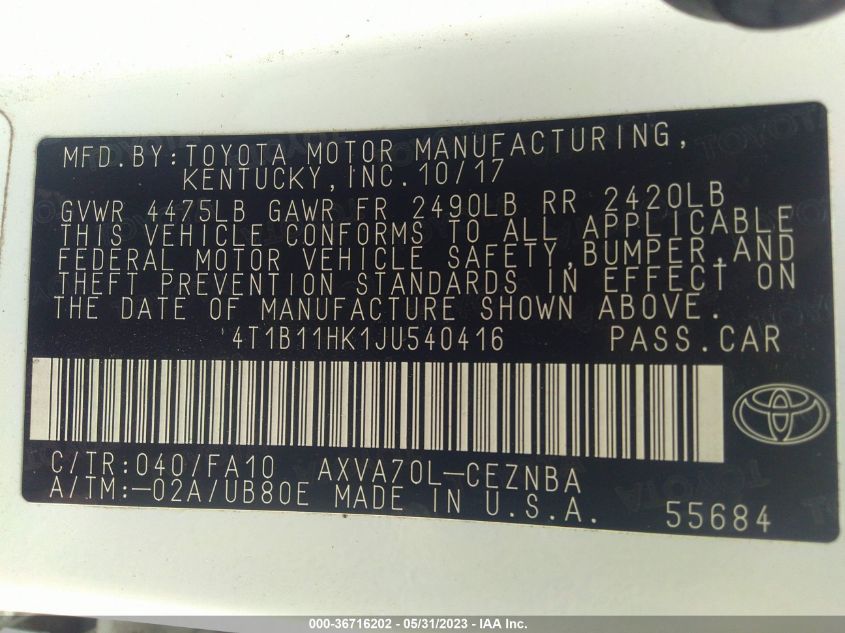 MFD.BY:TOYOTA MOTOR MANUFACTURING,
KENTUCKY,INC.10/17
GVWR 4475LB GAWR FR 2490LB RR 2420LB
THIS VEHICLE CONFORMS TO ALL APPLICABLE
FEDERAL MOTOR VEHICLE SAFETY,BUMPER,AND
THEFT PREVENTION STANDARDS IN EFFECT ON
THE DATE OF MANUFACTURE SHOWN ABOVE.
4T1B11HK1JU540416 PASS.CAR
C/TR:040/FA10 AXVA70L-CEZNBA
A/TM:-02A/UB80E MADE IN U.S.A. 55684
000-36716202 - 05/31/2023 - IAA Inc.